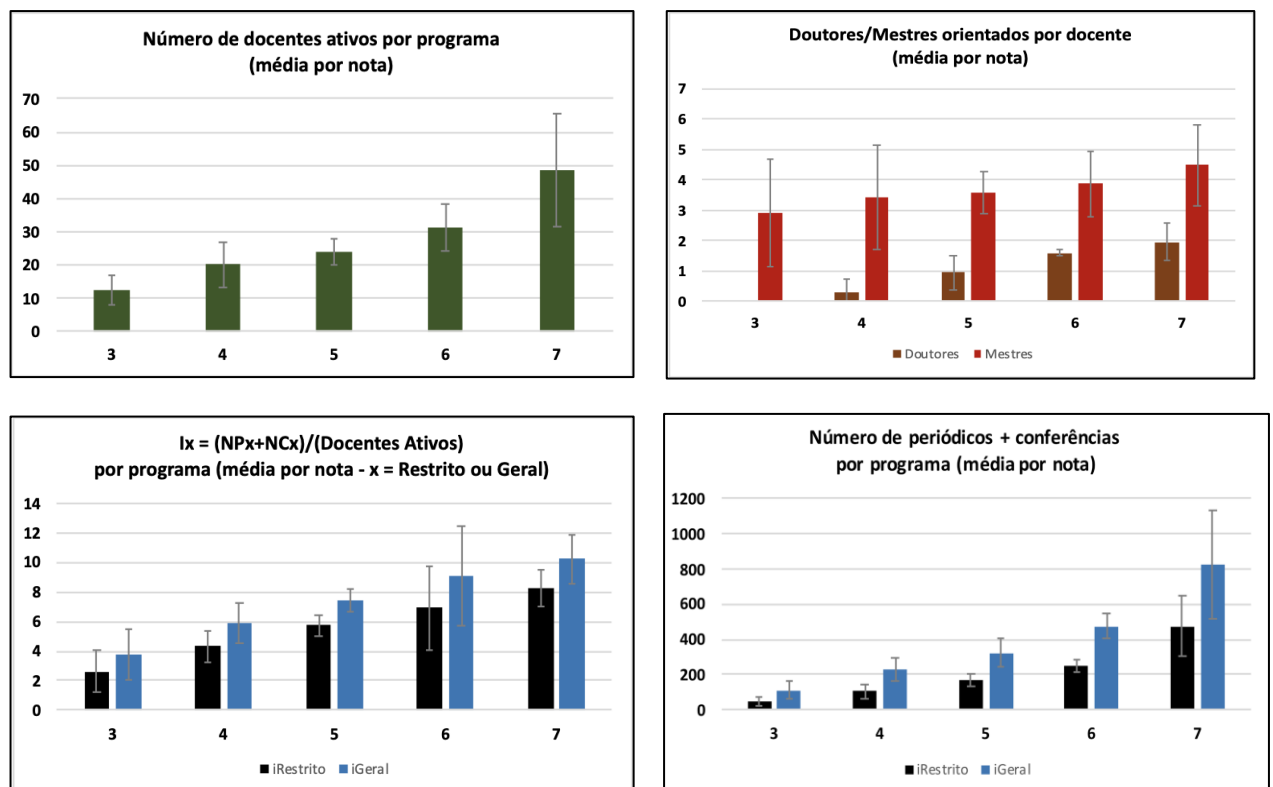 Número de docentes ativos por programa
(média por nota)
70
60
50
40
30
20
10
0
3 4 5 6 7
Doutores/Mestres orientados por docente
(média por nota)
7
6
5
4
3
2
1
0
3 4 5 6 7
Doutores Mestres
Ix = (NPx+NCx)/(Docentes Ativos)
por programa (média por nota - x = Restrito ou Geral)
14
12
10
8
6
4
2
0
3 4 5 6 7
iRestrito iGeral
Número de periódicos + conferências
por programa (média por nota)
1200
1000
800
600
400
200
0
3 4 5 6 7
iRestrito iGeral